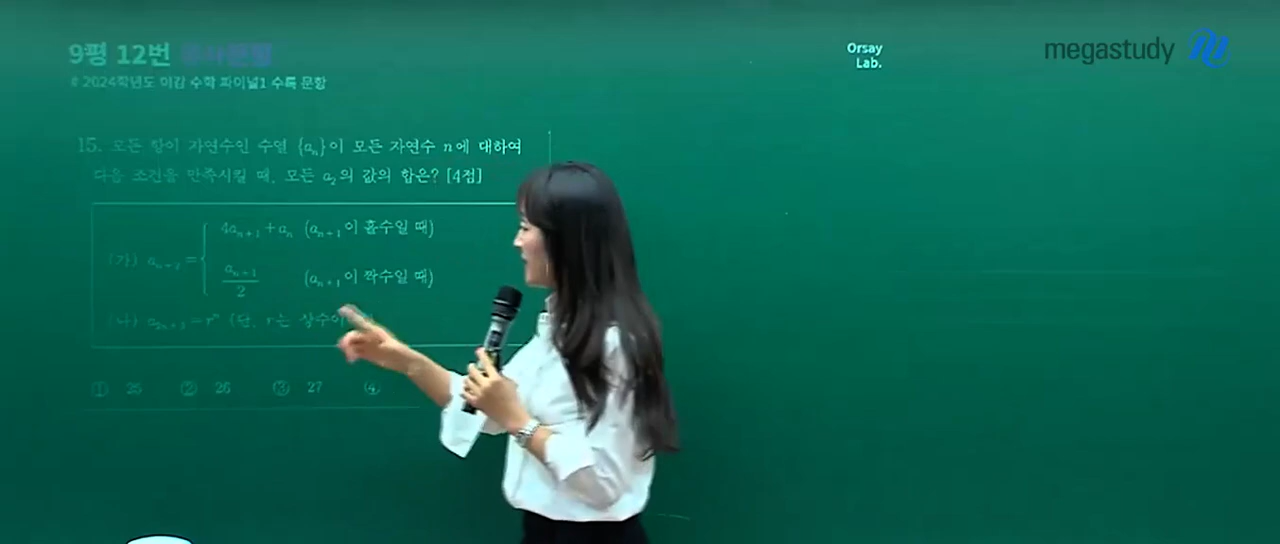 9평 12번
# 2024학년도 이감 수학 파이널1 수록 문항
Orsay
Lab.
megastudy
15. 모든 항이 자연수인 수열 {aₙ}이 모든 자연수 n에 대하여
다음 조건을 만족시킬 때, 모든 a₂의 값의 합은? [4점]
4aₙ₊₁+aₙ (aₙ₊₁이 홀수일 때)
(가) aₙ₊₂=
aₙ₊₁/2 (aₙ₊₁이 짝수일 때)
(나) a₂ₙ₊₃=rⁿ (단, r는
① 25 ② 26 ③ 27 ④